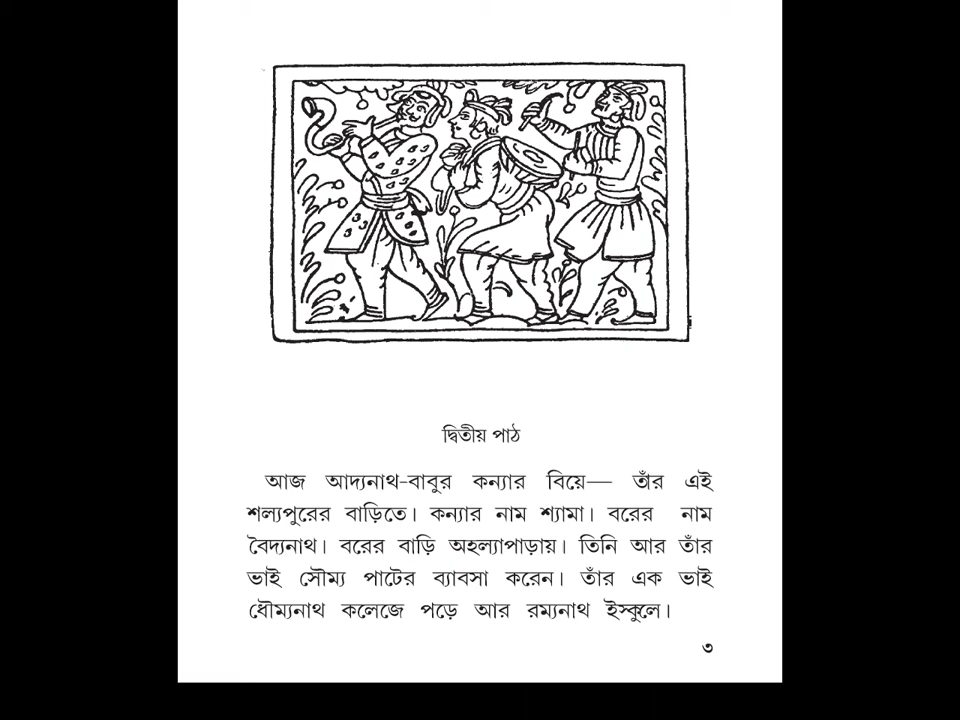 দ্বিতীয় পাঠ
আজ আদ্যনাথ-বাবুর কন্যার বিয়ে— তাঁর এই
শল্যপুরের বাড়িতে। কন্যার নাম শ্যামা। বরের নাম
বৈদ্যনাথ। বরের বাড়ি অহল্যাপাড়ায়। তিনি আর তাঁর
ভাই সৌম্য পাটের ব্যাবসা করেন। তাঁর এক ভাই
ধৌম্যনাথ কলেজে পড়ে আর রম্যনাথ ইস্কুলে।
৩